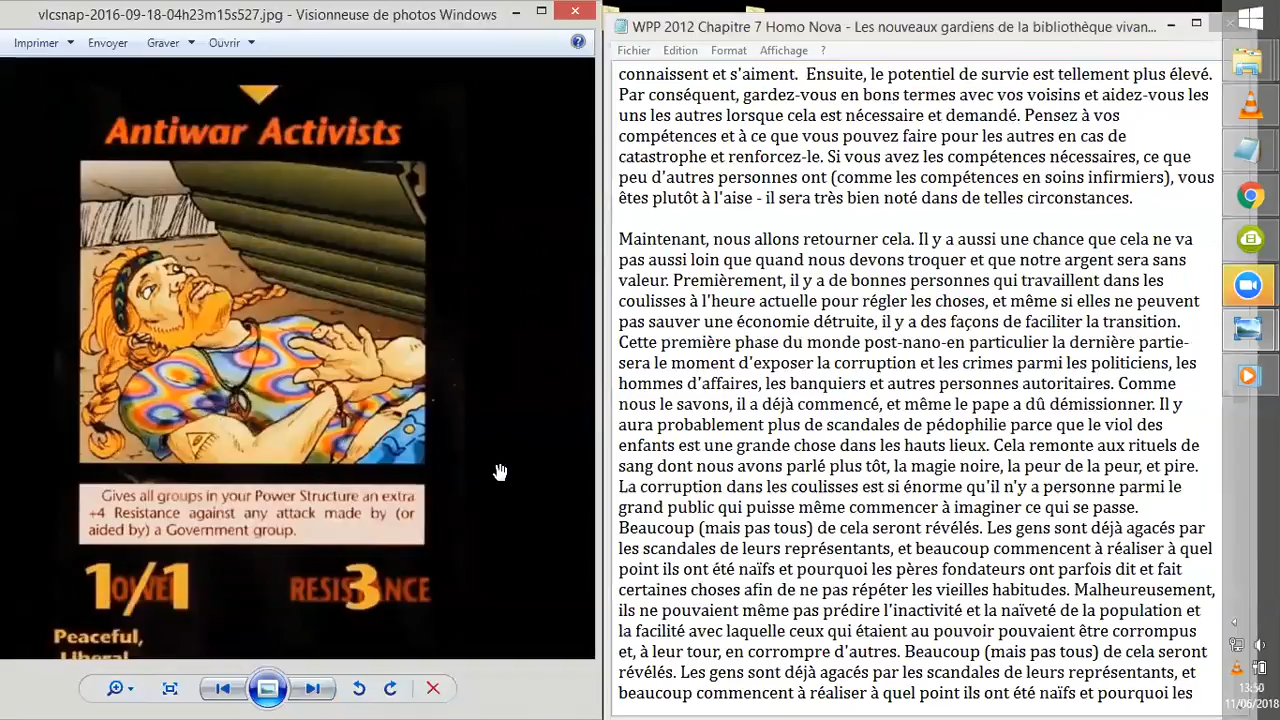 vlcsnap-2016-09-18-04h23m15s527.jpg - Visionneuse de photos Windows
Imprimer
Envoyer
Graver
Ouvrir
Antiwar Activists
Gives all groups in your Power Structure an extra
+4 Resistance against any attack made by (or
aided by) a Government group.
1/1
RESISTANCE
3
Peaceful,
Liberal
WPP 2012 Chapitre 7 Homo Nova - Les nouveaux gardiens de la bibliothèque vivan...
Fichier
Edition
Format
Affichage
?
connaissent et s'aiment. Ensuite, le potentiel de survie est tellement plus élevé.
Par conséquent, gardez-vous en bons termes avec vos voisins et aidez-vous les
uns les autres lorsque cela est nécessaire et demandé. Pensez à vos
compétences et à ce que vous pouvez faire pour les autres en cas de
catastrophe et renforcez-le. Si vous avez les compétences nécessaires, ce que
peu d'autres personnes ont (comme les compétences en soins infirmiers), vous
êtes plutôt à l'aise - il sera très bien noté dans de telles circonstances.
Maintenant, nous allons retourner cela. Il y a aussi une chance que cela ne va
pas aussi loin que quand nous devons troquer et que notre argent sera sans
valeur. Premièrement, il y a de bonnes personnes qui travaillent dans les
coulisses à l'heure actuelle pour régler les choses, et même si elles ne peuvent
pas sauver une économie détruite, il y a des façons de faciliter la transition.
Cette première phase du monde post-nano-en particulier la dernière partie-
sera le moment d'exposer la corruption et les crimes parmi les politiciens, les
hommes d'affaires, les banquiers et autres personnes autoritaires. Comme
nous le savons, il a déjà commencé, et même le pape a dû démissionner. Il y
aura probablement plus de scandales de pédophilie parce que le viol des
enfants est une grande chose dans les hauts lieux. Cela remonte aux rituels de
sang dont nous avons parlé plus tôt, la magie noire, la peur de la peur, et pire.
La corruption dans les coulisses est si énorme qu'il n'y a personne parmi le
grand public qui puisse même commencer à imaginer ce qui se passe.
Beaucoup (mais pas tous) de cela seront révélés. Les gens sont déjà agacés par
les scandales de leurs représentants, et beaucoup commencent à réaliser à quel
point ils ont été naïfs et pourquoi les pères fondateurs ont parfois dit et fait
certaines choses afin de ne pas répéter les vieilles habitudes. Malheureusement,
ils ne pouvaient même pas prédire l'inactivité et la naïveté de la population et
la facilité avec laquelle ceux qui étaient au pouvoir pouvaient être corrompus
et, à leur tour, en corrompre d'autres. Beaucoup (mais pas tous) de cela seront
révélés. Les gens sont déjà agacés par les scandales de leurs représentants, et
beaucoup commencent à réaliser à quel point ils ont été naïfs et pourquoi les
13:50
11/06/2018